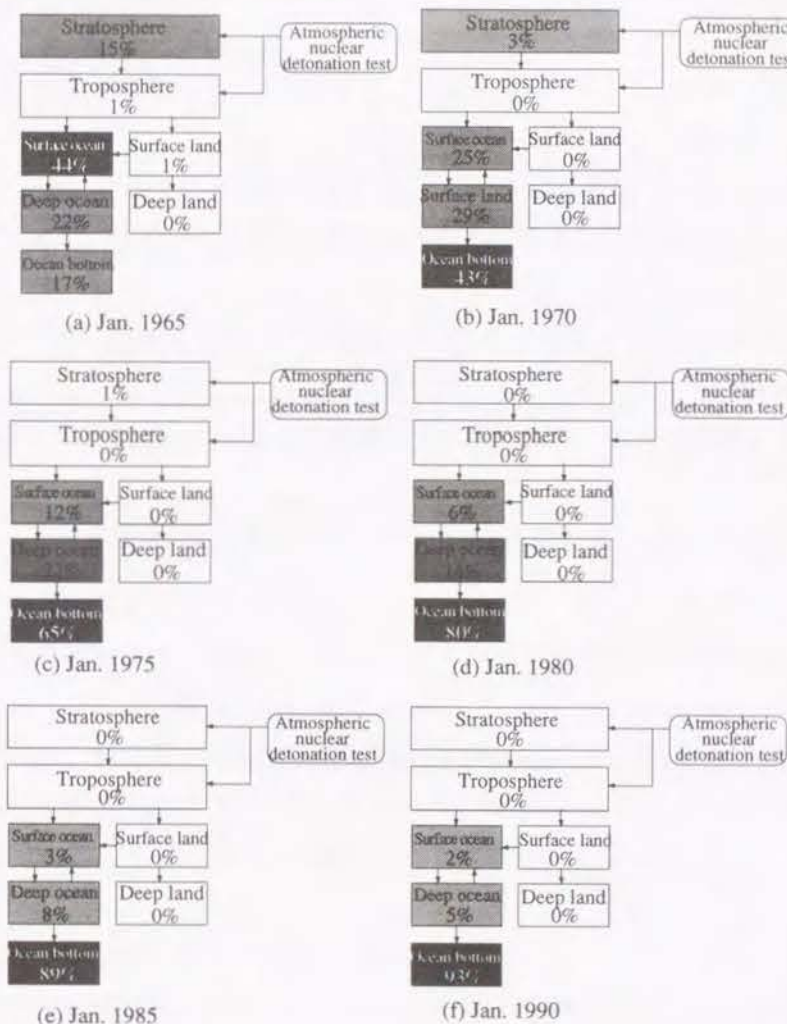 Stratosphere
15%
Atmospheric
nuclear
detonation test
Troposphere
1%
Surface ocean
44%
Surface land
1%
Deep ocean
22%
Deep land
0%
Ocean bottom
17%
(a) Jan. 1965
Stratosphere
3%
Atmospheric
nuclear
detonation test
Troposphere
0%
Surface ocean
25%
Surface land
0%
Surface land
29%
Deep land
0%
Ocean bottom
43%
(b) Jan. 1970
Stratosphere
1%
Atmospheric
nuclear
detonation test
Troposphere
0%
Surface ocean
12%
Surface land
0%
Deep ocean
Deep land
0%
Ocean bottom
65%
(c) Jan. 1975
Stratosphere
0%
Atmospheric
nuclear
detonation test
Troposphere
0%
Surface ocean
6%
Surface land
0%
Deep ocean
Deep land
0%
Ocean bottom
80%
(d) Jan. 1980
Stratosphere
0%
Atmospheric
nuclear
detonation test
Troposphere
0%
Surface ocean
3%
Surface land
0%
Deep ocean
8%
Deep land
0%
Ocean bottom
89%
(e) Jan. 1985
Stratosphere
0%
Atmospheric
nuclear
detonation test
Troposphere
0%
Surface ocean
2%
Surface land
0%
Deep ocean
5%
Deep land
0%
Ocean bottom
93%
(f) Jan. 1990